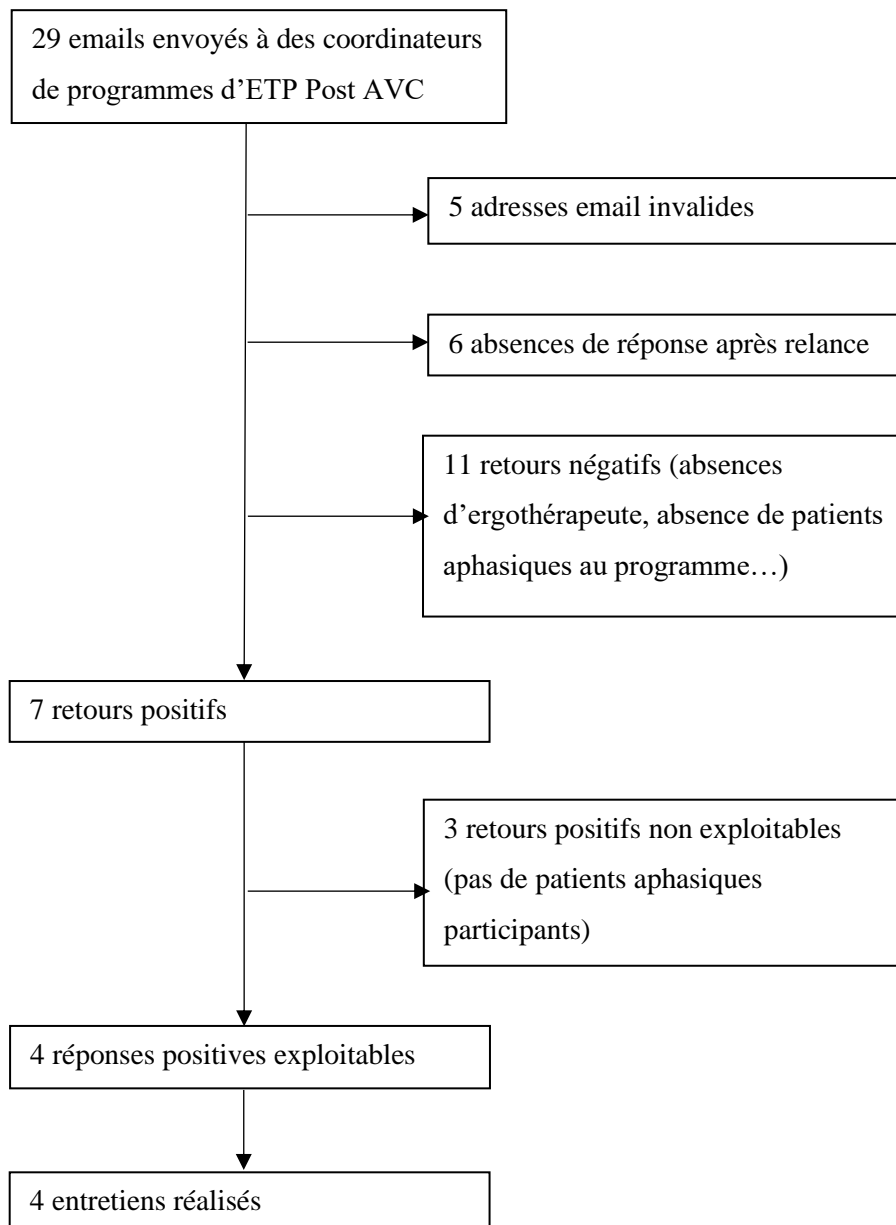 29 emails envoyés à des coordinateurs
de programmes d’ETP Post AVC
5 adresses email invalides
6 absences de réponse après relance
11 retours négatifs (absences
d’ergothérapeute, absence de patients
aphasiques au programme…)
7 retours positifs
3 retours positifs non exploitables
(pas de patients aphasiques
participants)
4 réponses positives exploitables
4 entretiens réalisés